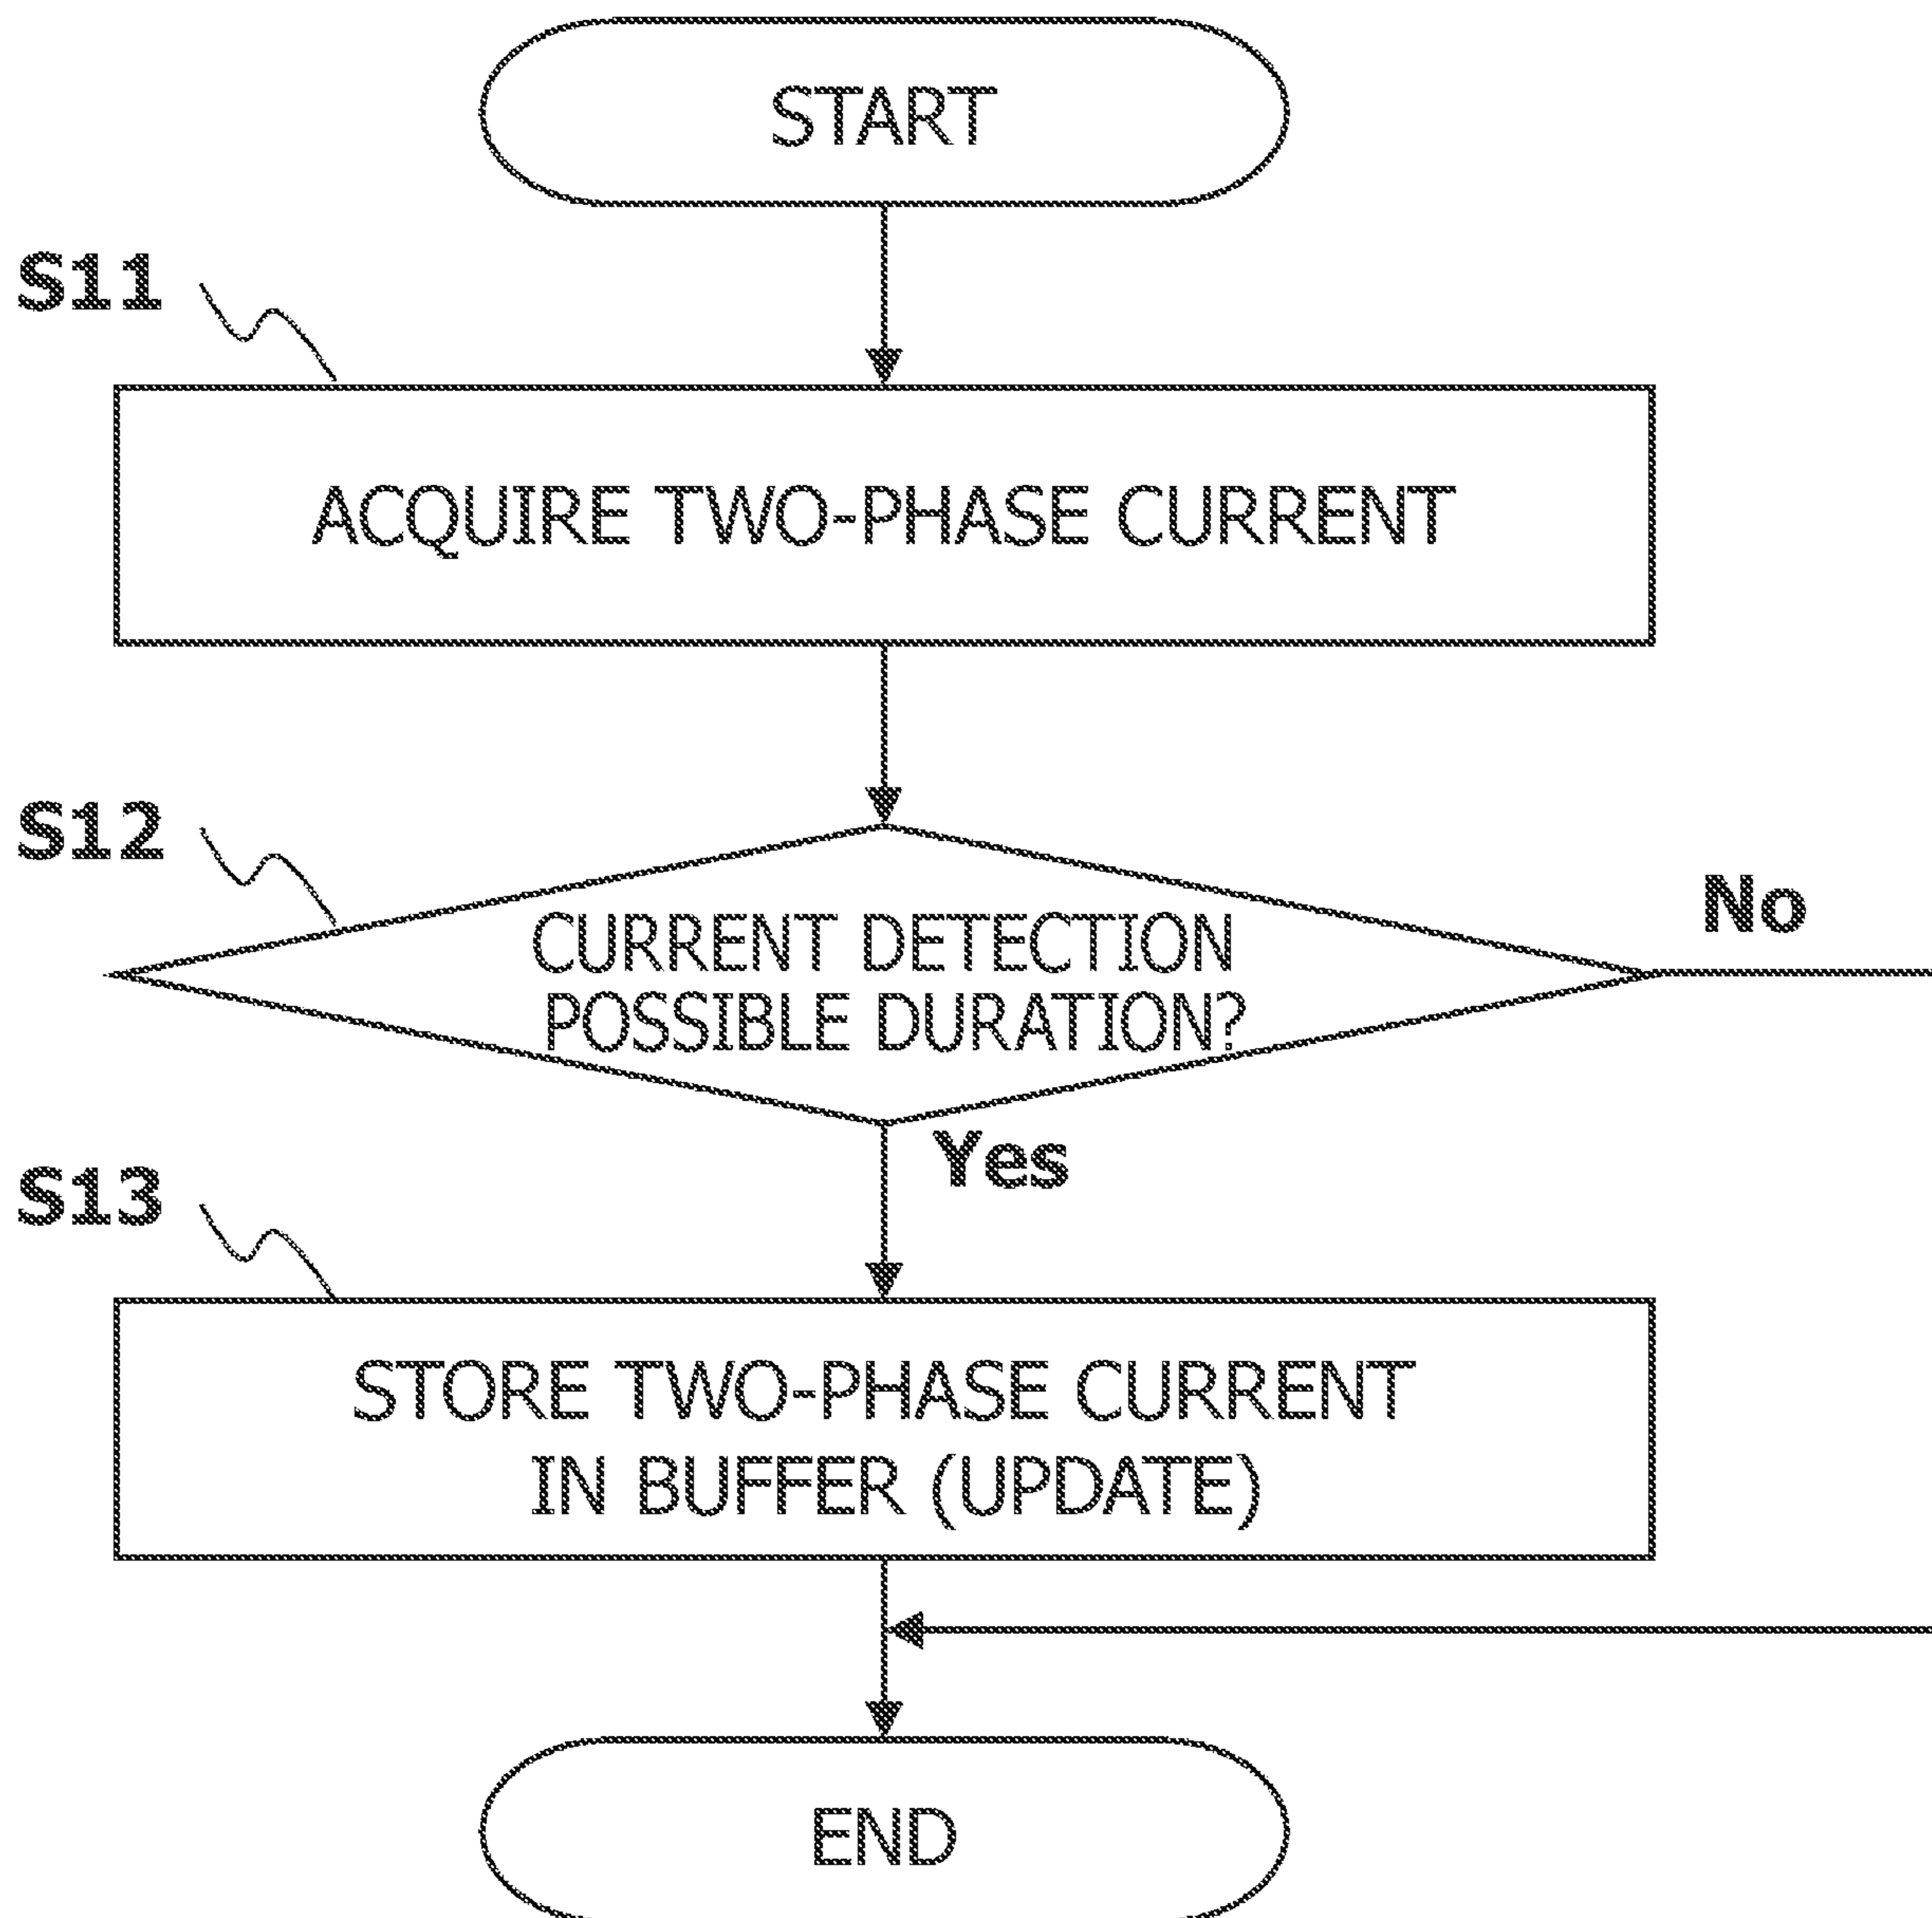 START
S11
ACQUIRE TWO-PHASE CURRENT
S12
CURRENT DETECTION
POSSIBLE DURATION?
No
Yes
S13
STORE TWO-PHASE CURRENT
IN BUFFER (UPDATE)
END